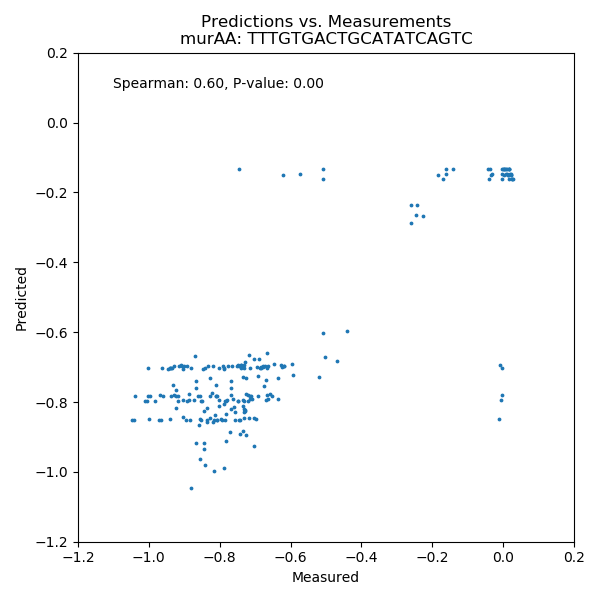 Predictions vs. Measurements
murAA: TTTGTGACTGCATATCAGTC
Spearman: 0.60, P-value: 0.00
0.2
0.0
−0.2
−0.4
−0.6
−0.8
−1.0
−1.2
Predicted
−1.2 −1.0 −0.8 −0.6 −0.4 −0.2 0.0 0.2
Measured